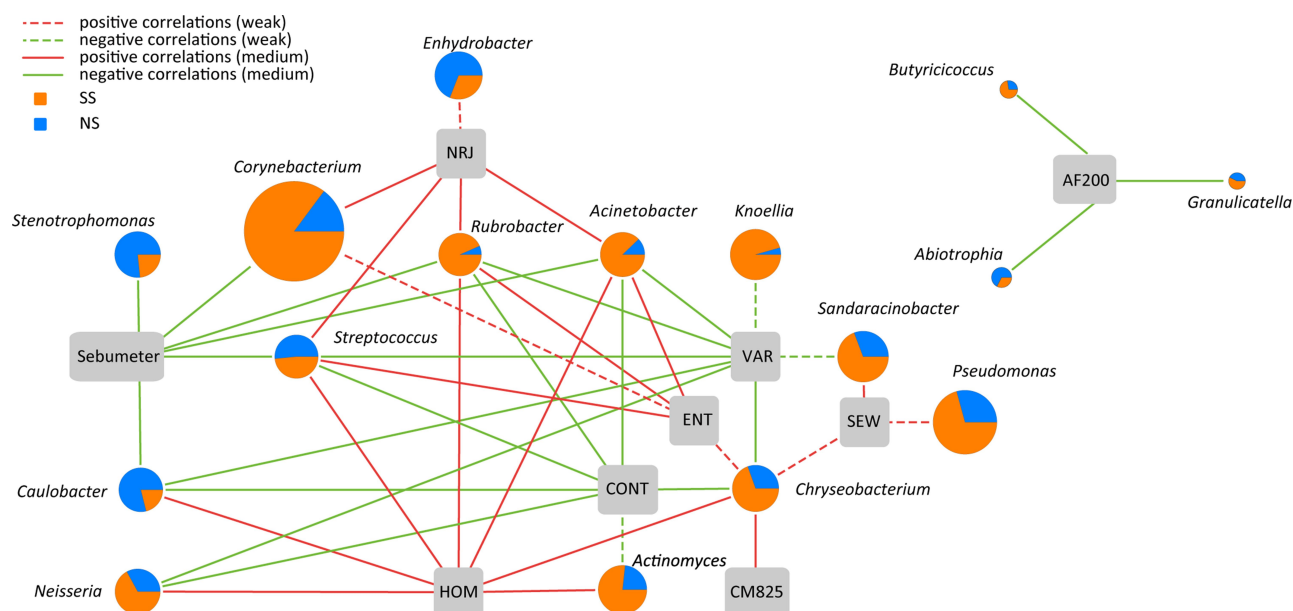 positive correlations (weak)
negative correlations (weak)
positive correlations (medium)
negative correlations (medium)
SS
NS
Enhydrobacter
Butyricicoccus
NRJ
Corynebacterium
AF200
Granulicatella
Stenotrophomonas
Rubrobacter
Acinetobacter
Knoellia
Abiotrophia
Sandaracinobacter
Sebumeter
Streptococcus
VAR
Pseudomonas
ENT
SEW
Caulobacter
CONT
Chryseobacterium
Neisseria
HOM
Actinomyces
CM825